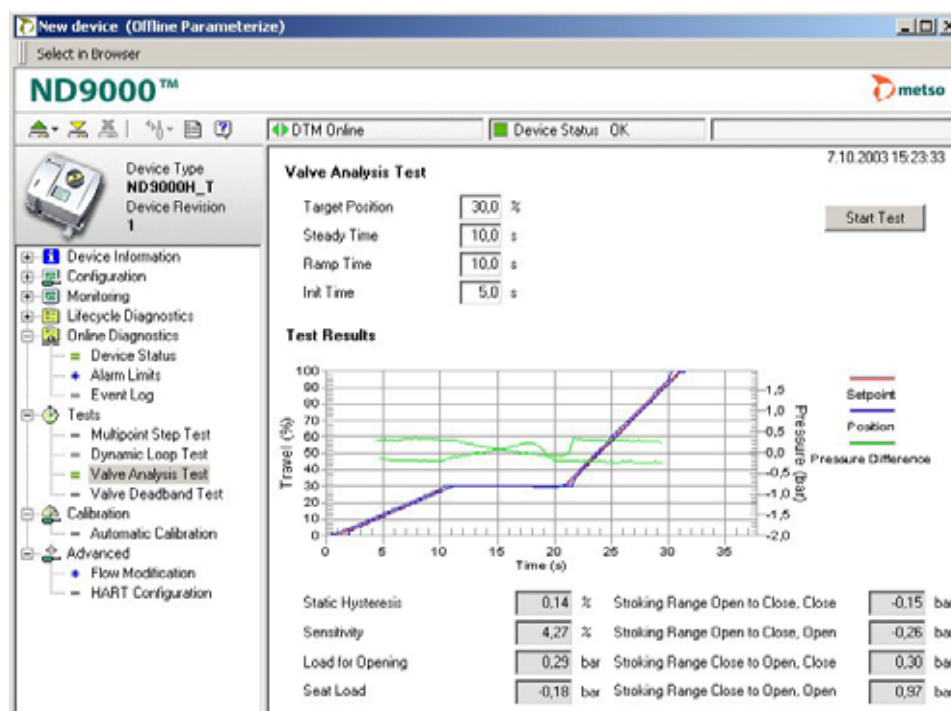 New device (Offline Parameterize)
Select in Browser
ND9000™
metso
DTM Online
Device Status OK
Device Type
ND9000H_T
Device Revision
1
Device Information
Configuration
Monitoring
Lifecycle Diagnostics
Online Diagnostics
Device Status
Alarm Limits
Event Log
Tests
Multipoint Step Test
Dynamic Loop Test
Valve Analysis Test
Valve Deadband Test
Calibration
Automatic Calibration
Advanced
Flow Modification
HART Configuration
7.10.2003 15:23:33
Valve Analysis Test
Target Position 30,0 %
Steady Time 10,0 s
Ramp Time 10,0 s
Init Time 5,0 s
Start Test
Test Results
Travel (%)
100
90
80
70
60
50
40
30
20
10
0
0 5 10 15 20 25 30 35
Time (s)
1,5
1,0
0,5
0,0
-0,5
-1,0
-1,5
-2,0
Pressure (bar)
Setpoint
Position
Pressure Difference
Static Hysteresis 0,14 % Stroking Range Open to Close, Close -0,15 bar
Sensitivity 4,27 % Stroking Range Open to Close, Open -0,26 bar
Load for Opening 0,29 bar Stroking Range Close to Open, Close 0,30 bar
Seat Load -0,18 bar Stroking Range Close to Open, Open 0,97 bar